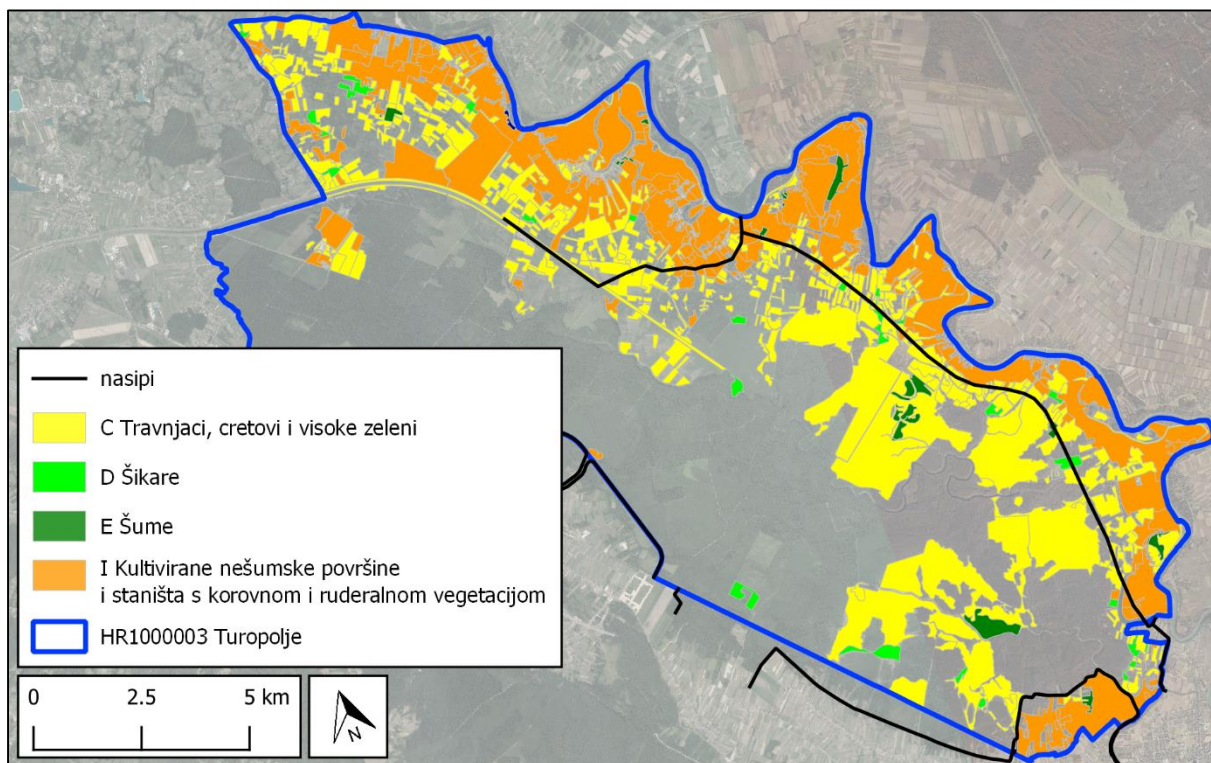 nasipi
C Travnjaci, cretovi i visoke zeleni
D Šikare
E Šume
I Kultivirane nešumske površine
i staništa s korovnom i ruderalnom vegetacijom
HR1000003 Turopolje
0 2.5 5 km
N